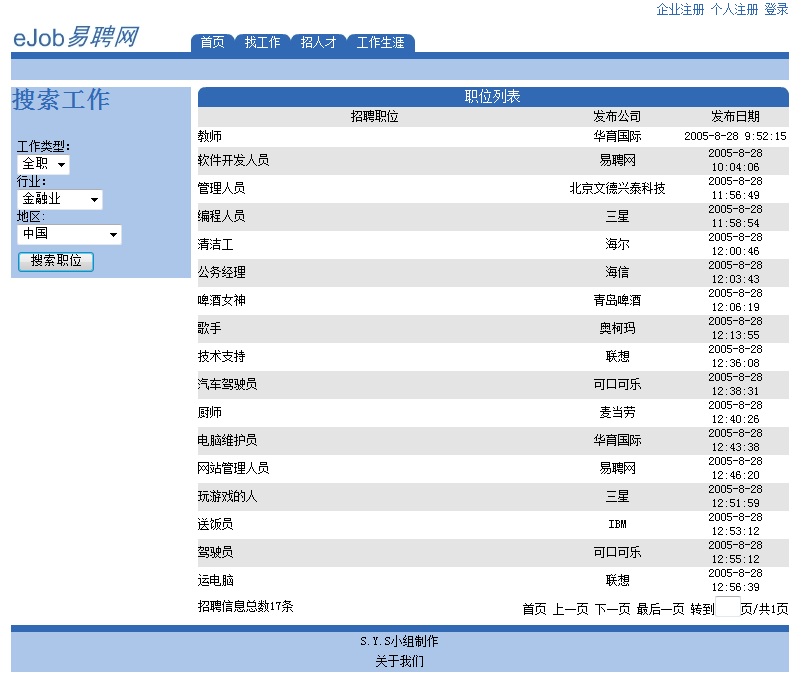 企业注册 个人注册 登录
eJob易聘网
首页 找工作 招人才 工作生涯
搜索工作
工作类型:
全职
行业:
金融业
地区:
中国
搜索职位
职位列表
招聘职位 发布公司 发布日期
教师 华育国际 2005-8-28 9:52:15
软件开发人员 易聘网 2005-8-28 10:04:06
管理人员 北京文德兴泰科技 2005-8-28 11:56:49
编程人员 三星 2005-8-28 11:58:54
清洁工 海尔 2005-8-28 12:00:46
公务经理 海信 2005-8-28 12:03:43
啤酒女神 青岛啤酒 2005-8-28 12:06:19
歌手 奥柯玛 2005-8-28 12:13:55
技术支持 联想 2005-8-28 12:36:08
汽车驾驶员 可口可乐 2005-8-28 12:38:31
厨师 麦当劳 2005-8-28 12:40:26
电脑维护员 华育国际 2005-8-28 12:43:38
网站管理人员 易聘网 2005-8-28 12:46:20
玩游戏的人 三星 2005-8-28 12:51:59
送饭员 IBM 2005-8-28 12:53:12
驾驶员 可口可乐 2005-8-28 12:55:12
运电脑 联想 2005-8-28 12:56:39
招聘信息总数17条 首页 上一页 下一页 最后一页 转到 页/共1页
S.Y.S小组制作
关于我们